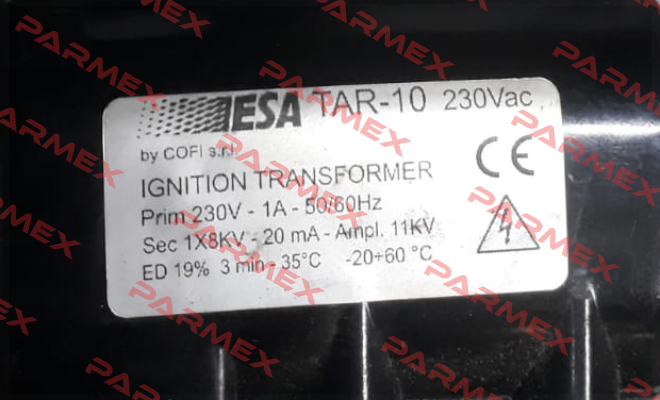 ESA TAR-10 230Vac
by COFI s.r.l.
CE
IGNITION TRANSFORMER
Prim 230V - 1A - 50/60Hz
Sec 1X8KV - 20 mA - Ampl. 11KV
ED 19% 3 min - 35°C -20÷60 °C
PARMEX